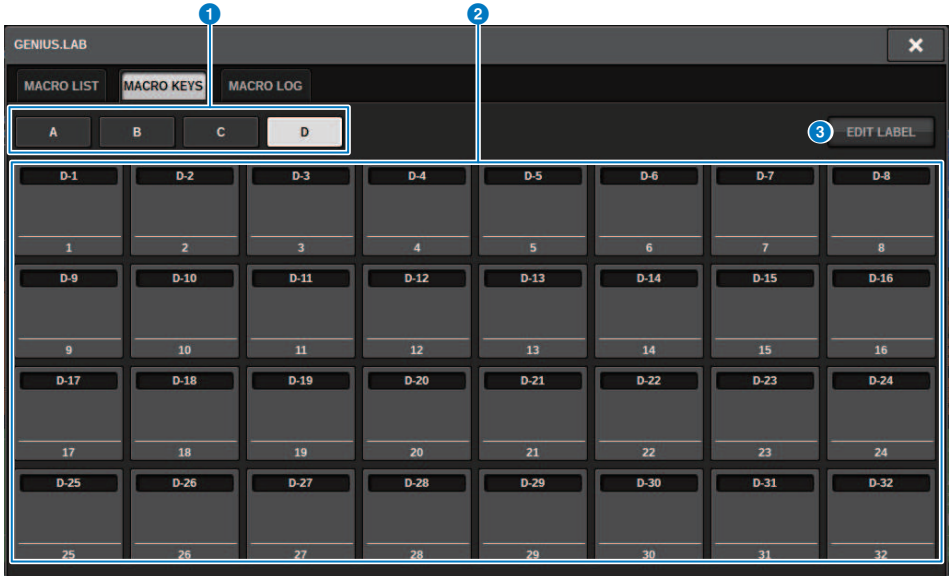 1 2
GENIUS.LAB ×
MACRO LIST MACRO KEYS MACRO LOG
A B C D 3 EDIT LABEL
D-1 D-2 D-3 D-4 D-5 D-6 D-7 D-8
1 2 3 4 5 6 7 8
D-9 D-10 D-11 D-12 D-13 D-14 D-15 D-16
9 10 11 12 13 14 15 16
D-17 D-18 D-19 D-20 D-21 D-22 D-23 D-24
17 18 19 20 21 22 23 24
D-25 D-26 D-27 D-28 D-29 D-30 D-31 D-32
25 26 27 28 29 30 31 32